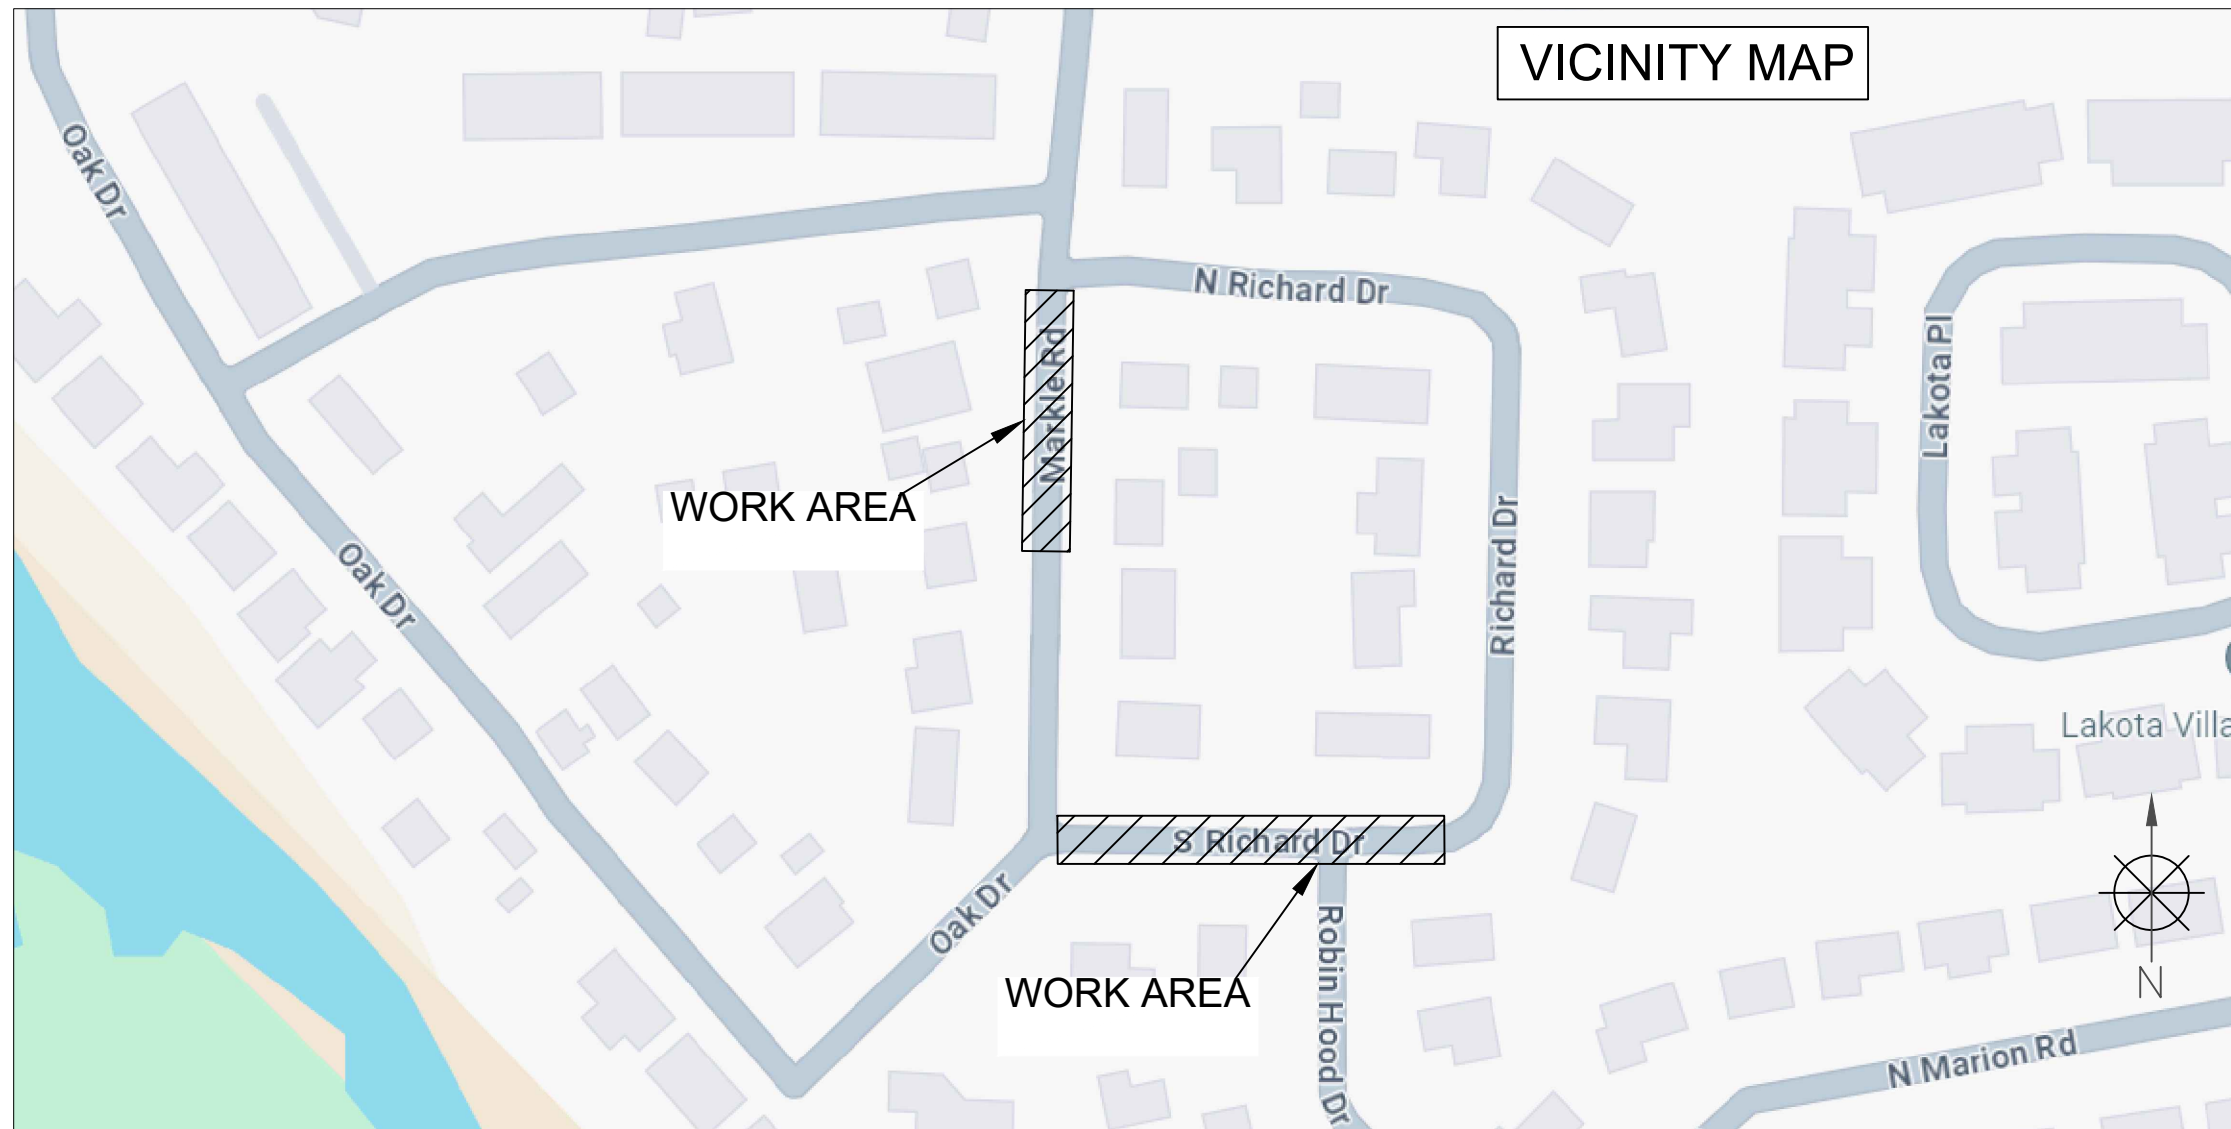 VICINITY MAP
Oak Dr
N Richard Dr
Markle Rd
Lakota Pl
WORK AREA
Richard Dr
Oak Dr
Lakota Villa
S Richard Dr
Oak Dr
Robin Hood Dr
WORK AREA
N
N Marion Rd